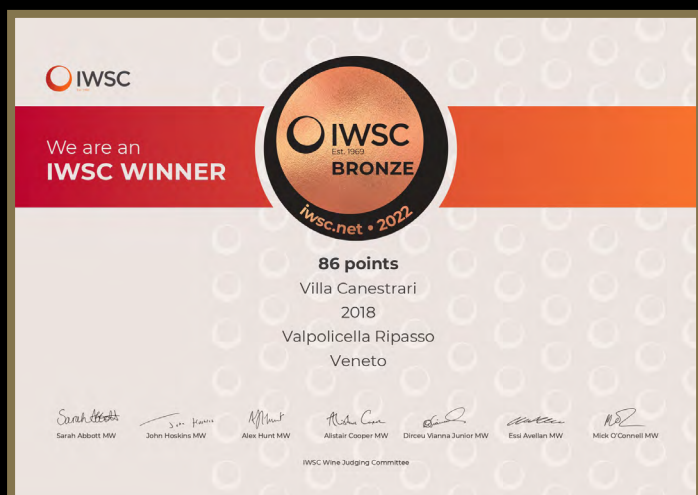 IWSC
We are an
IWSC WINNER
IWSC
Est. 1969
BRONZE
iwsc.net • 2022
86 points
Villa Canestrari
2018
Valpolicella Ripasso
Veneto
Sarah Abbott MW
John Hoskins MW
Alex Hunt MW
Alistair Cooper MW
Dirceu Vianna Junior MW
Essi Avellan MW
Mick O'Connell MW
IWSC Wine Judging Committee